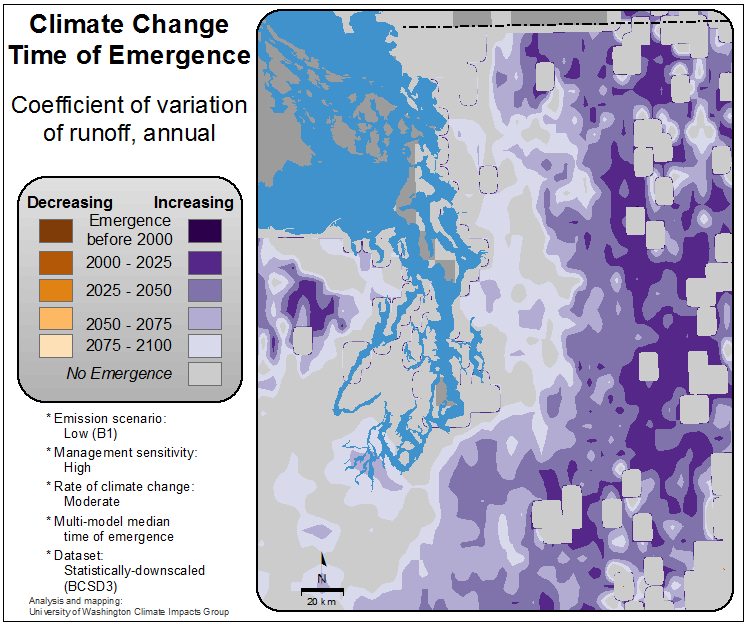 Climate Change
Time of Emergence
Coefficient of variation
of runoff, annual
Decreasing
Increasing
Emergence
before 2000
2000 - 2025
2025 - 2050
2050 - 2075
2075 - 2100
No Emergence
* Emission scenario:
Low (B1)
* Management sensitivity:
High
* Rate of climate change:
Moderate
* Multi-model median
time of emergence
* Dataset:
Statistically-downscaled
(BCSD3)
Analysis and mapping:
University of Washington Climate Impacts Group
N
20 km